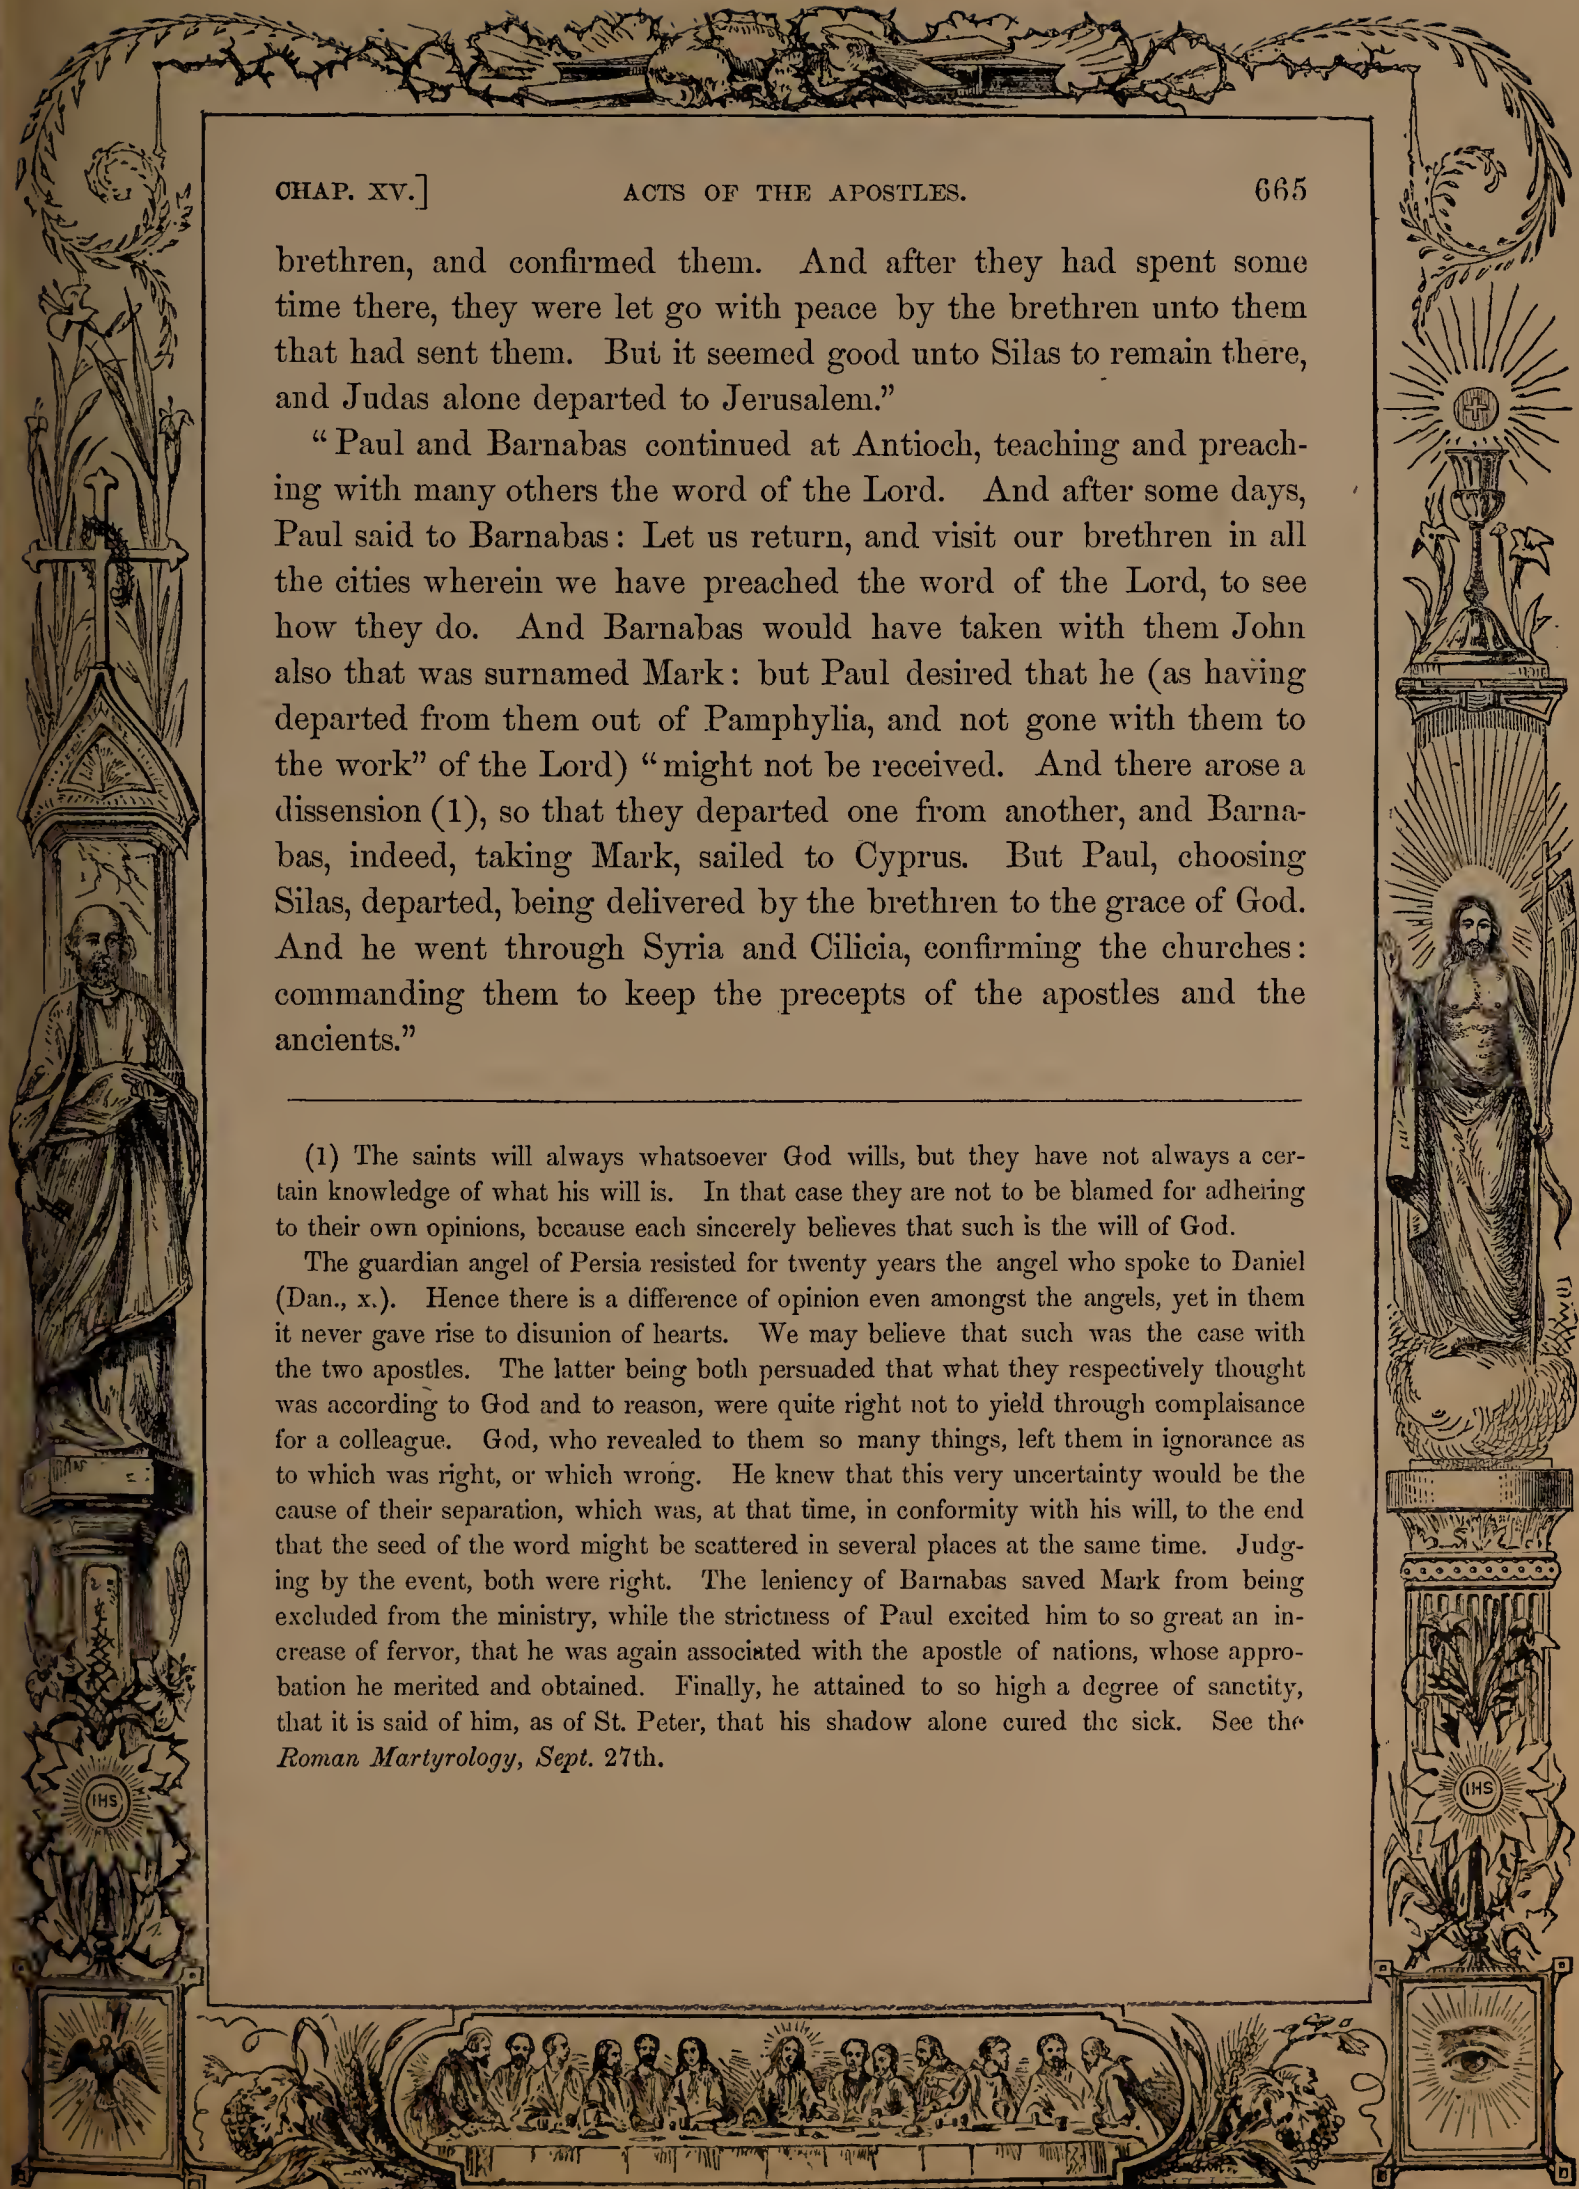 CHAP. XV.] ACTS OF THE APOSTLES. 665
brethren, and confirmed them. And after they had spent some
time there, they were let go with peace by the brethren unto them
that had sent them. But it seemed good unto Silas to remain there,
and Judas alone departed to Jerusalem.”
“Paul and Barnabas continued at Antioch, teaching and preach-
ing with many others the word of the Lord. And after some days,
Paul said to Barnabas: Let us return, and visit our brethren in all
the cities wherein we have preached the word of the Lord, to see
how they do. And Barnabas would have taken with them John
also that was surnamed Mark: but Paul desired that he (as having
departed from them out of Pamphylia, and not gone with them to
the work” of the Lord) “might not be received. And there arose a
dissension (1), so that they departed one from another, and Barna-
bas, indeed, taking Mark, sailed to Cyprus. But Paul, choosing
Silas, departed, being delivered by the brethren to the grace of God.
And he went through Syria and Cilicia, confirming the churches:
commanding them to keep the precepts of the apostles and the
ancients.”
(1) The saints will always whatsoever God wills, but they have not always a cer-
tain knowledge of what his will is. In that case they are not to be blamed for adhering
to their own opinions, because each sincerely believes that such is the will of God.
The guardian angel of Persia resisted for twenty years the angel who spoke to Daniel
(Dan., x.). Hence there is a difference of opinion even amongst the angels, yet in them
it never gave rise to disunion of hearts. We may believe that such was the case with
the two apostles. The latter being both persuaded that what they respectively thought
was according to God and to reason, were quite right not to yield through complaisance
for a colleague. God, who revealed to them so many things, left them in ignorance as
to which was right, or which wrong. He knew that this very uncertainty would be the
cause of their separation, which was, at that time, in conformity with his will, to the end
that the seed of the word might be scattered in several places at the same time. Judg-
ing by the event, both were right. The leniency of Barnabas saved Mark from being
excluded from the ministry, while the strictness of Paul excited him to so great an in-
crease of fervor, that he was again associated with the apostle of nations, whose appro-
bation he merited and obtained. Finally, he attained to so high a degree of sanctity,
that it is said of him, as of St. Peter, that his shadow alone cured the sick. See the
Roman Martyrology, Sept. 27th.
IHS
IHS